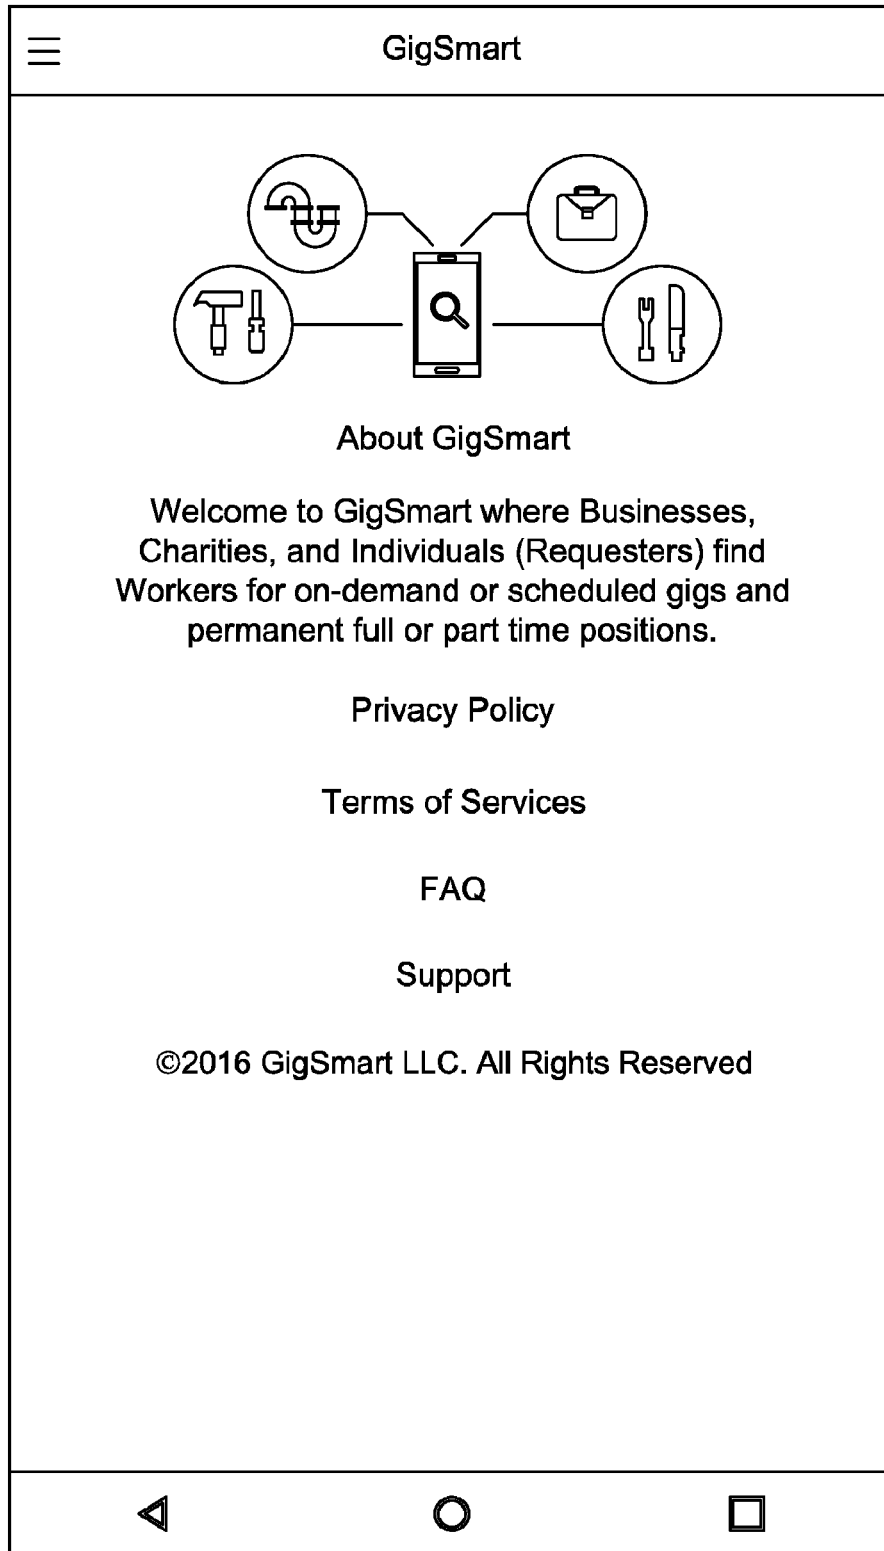 GigSmart
About GigSmart
Welcome to GigSmart where Businesses,
Charities, and Individuals (Requesters) find
Workers for on-demand or scheduled gigs and
permanent full or part time positions.
Privacy Policy
Terms of Services
FAQ
Support
©2016 GigSmart LLC. All Rights Reserved